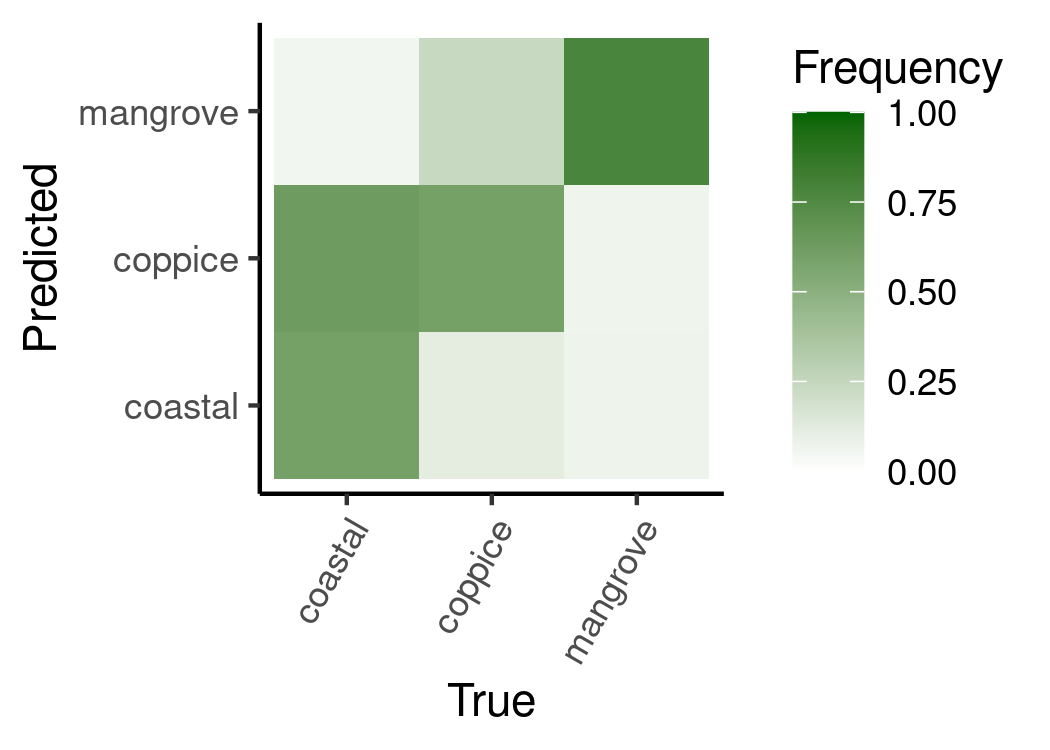 Frequency
1.00
0.75
0.50
0.25
0.00
Predicted
mangrove
coppice
coastal
coastal
coppice
mangrove
True